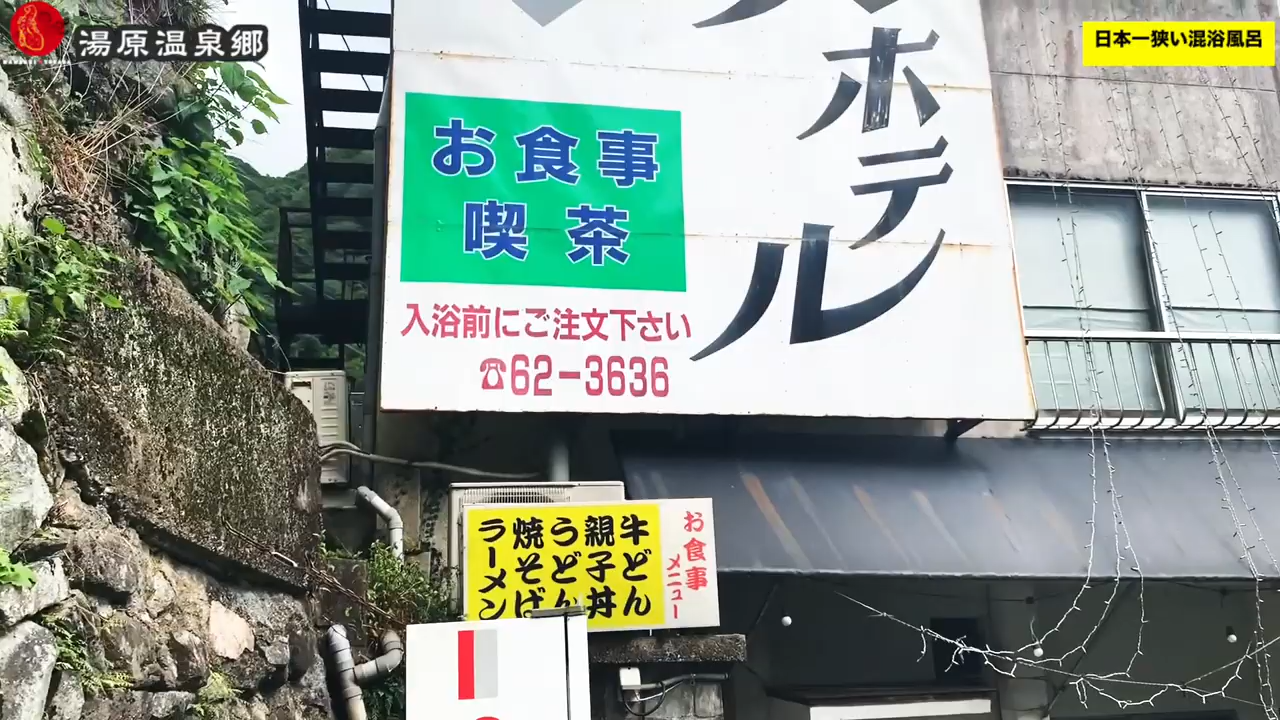 湯原温泉郷
日本一狭い混浴風呂
ホテル
お食事
喫茶
入浴前にご注文下さい
☎62-3636
お食事メニュー
牛どん
親子丼
うどん
焼そば
ラーメン